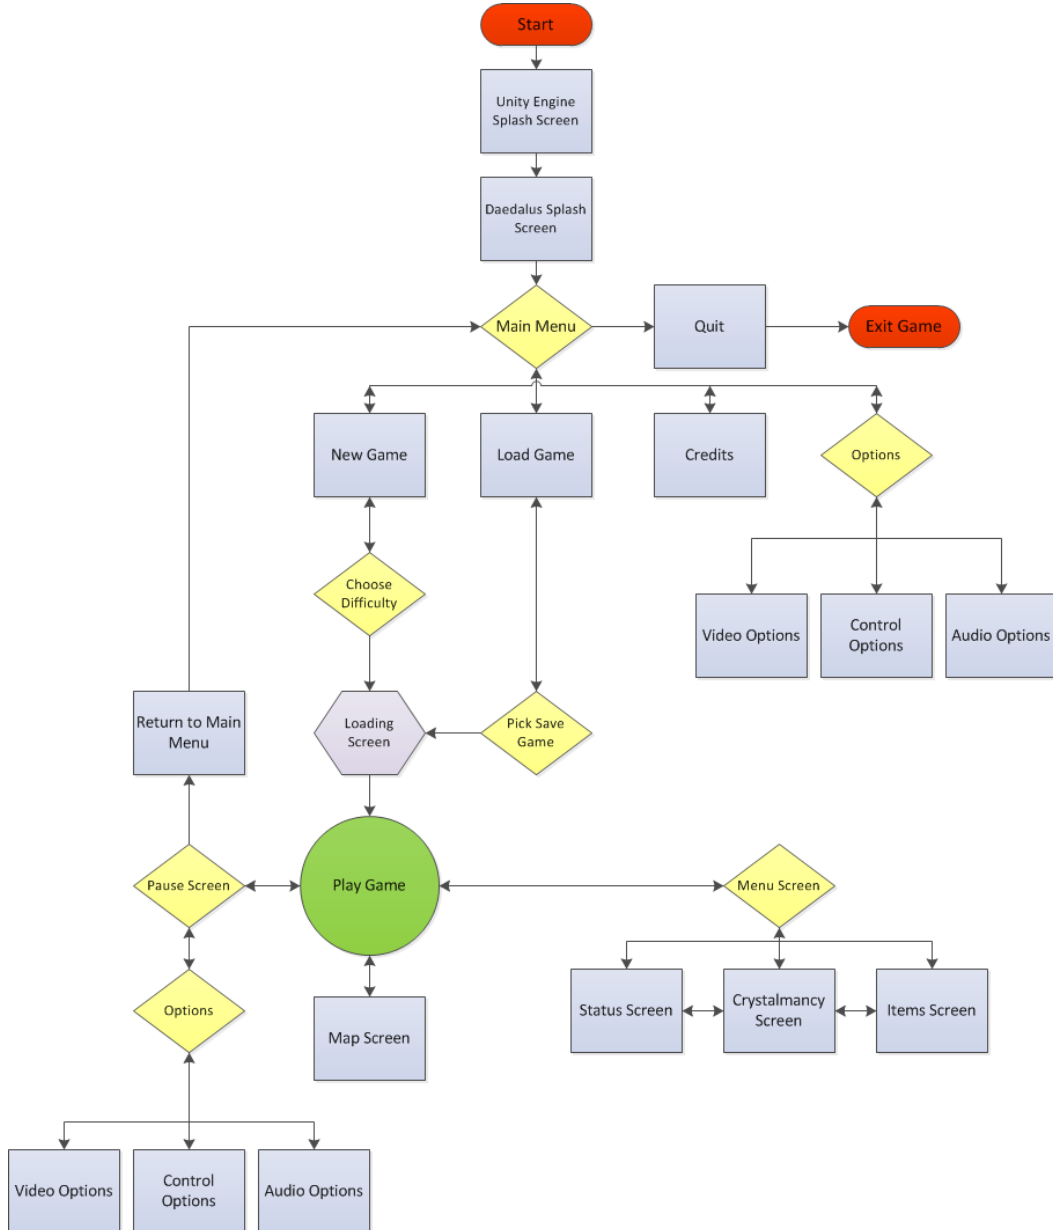 Start
Unity Engine
Splash Screen
Daedalus Splash
Screen
Main Menu
Quit
Exit Game
New Game
Load Game
Credits
Options
Choose
Difficulty
Video Options
Control
Options
Audio Options
Return to Main
Menu
Loading
Screen
Pick Save
Game
Pause Screen
Play Game
Menu Screen
Options
Map Screen
Status Screen
Crystalmancy
Screen
Items Screen
Video Options
Control
Options
Audio Options